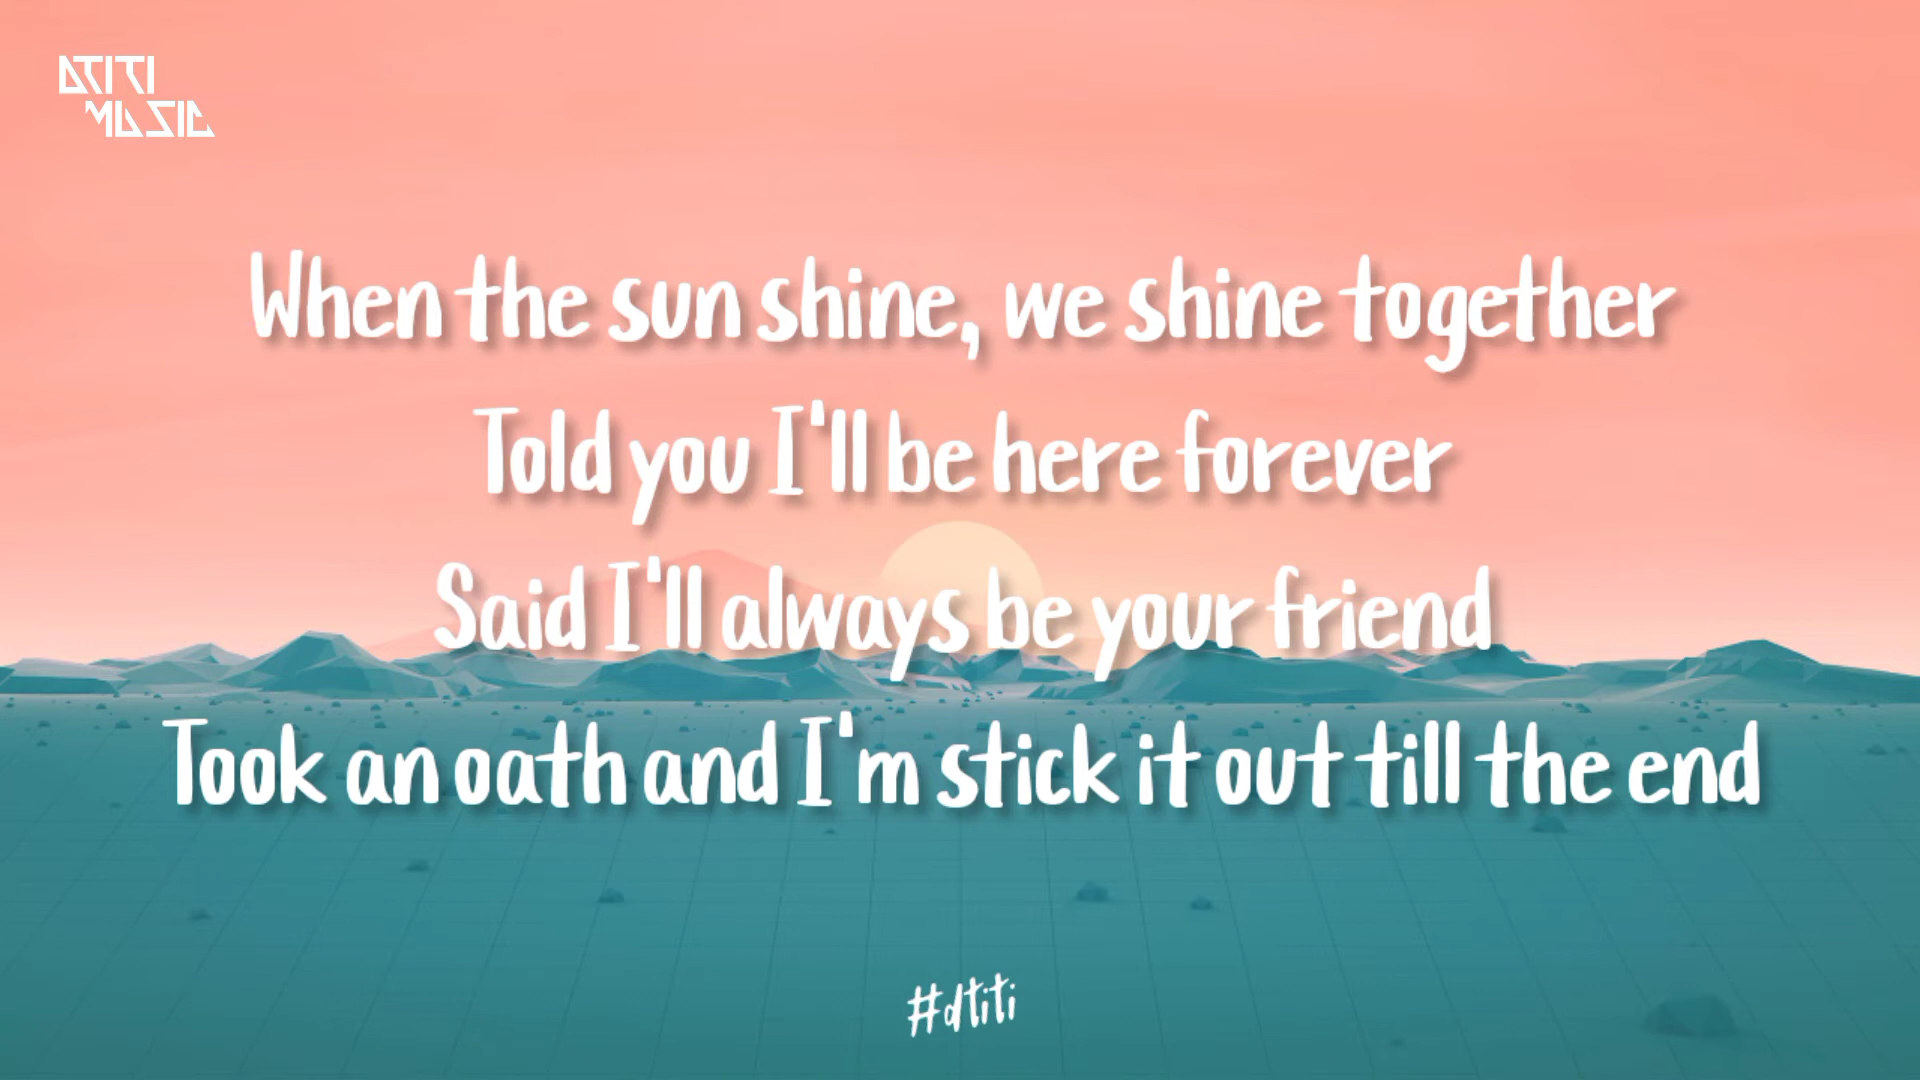 DTITI
MUSIC
When the sun shine, we shine together
Told you I'll be here forever
Said I'll always be your friend
Took an oath and I'm stick it out till the end
#dtiti